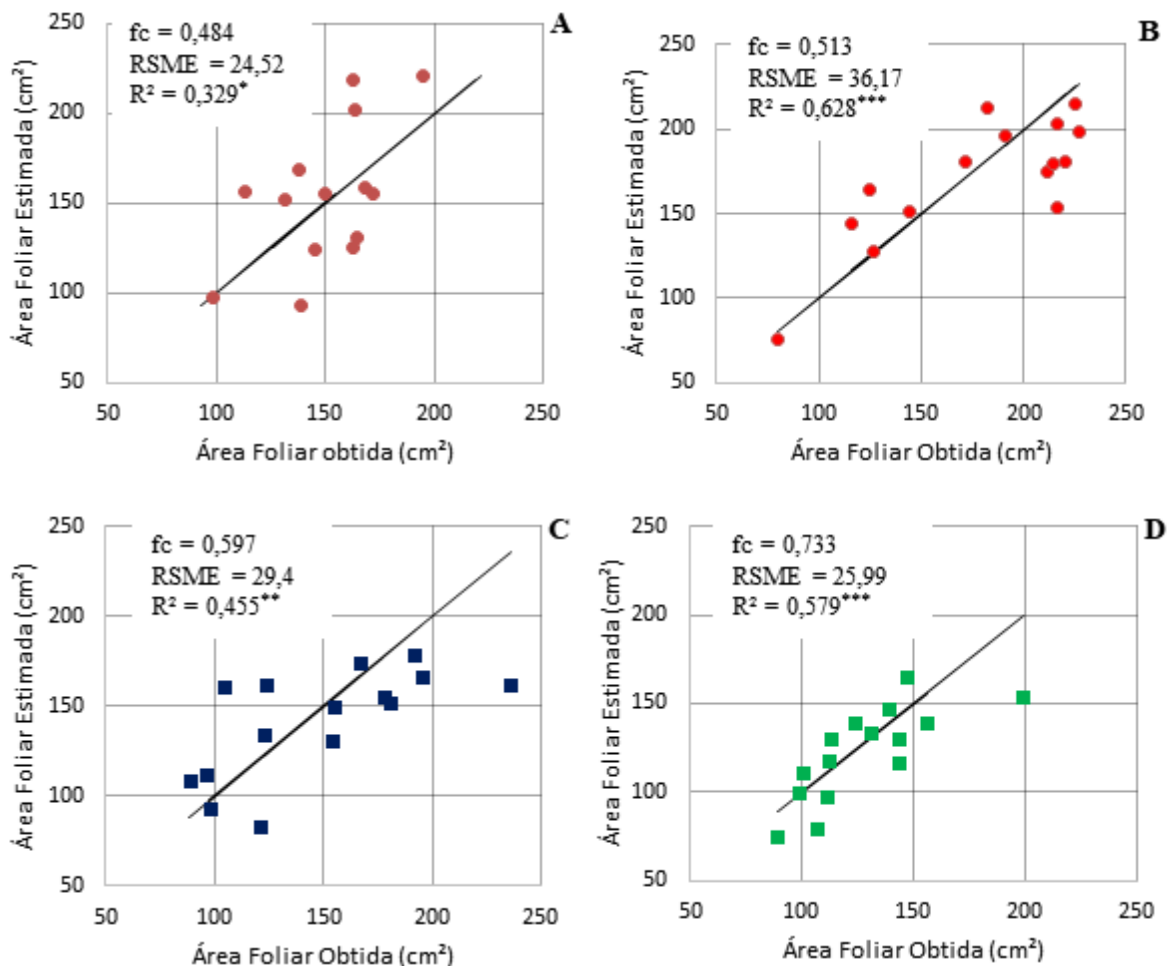 A
fc = 0,484
RSME = 24,52
R² = 0,329*
Área Foliar Estimada (cm²)
250
200
150
100
50
50 100 150 200 250
Área Foliar obtida (cm²)
B
fc = 0,513
RSME = 36,17
R² = 0,628***
Área Foliar Estimada (cm²)
250
200
150
100
50
50 100 150 200 250
Área Foliar Obtida (cm²)
C
fc = 0,597
RSME = 29,4
R² = 0,455**
Área Foliar Estimada (cm²)
250
200
150
100
50
50 100 150 200 250
Área Foliar Obtida (cm²)
D
fc = 0,733
RSME = 25,99
R² = 0,579***
Área Foliar Estimada (cm²)
250
200
150
100
50
50 100 150 200 250
Área Foliar Obtida (cm²)